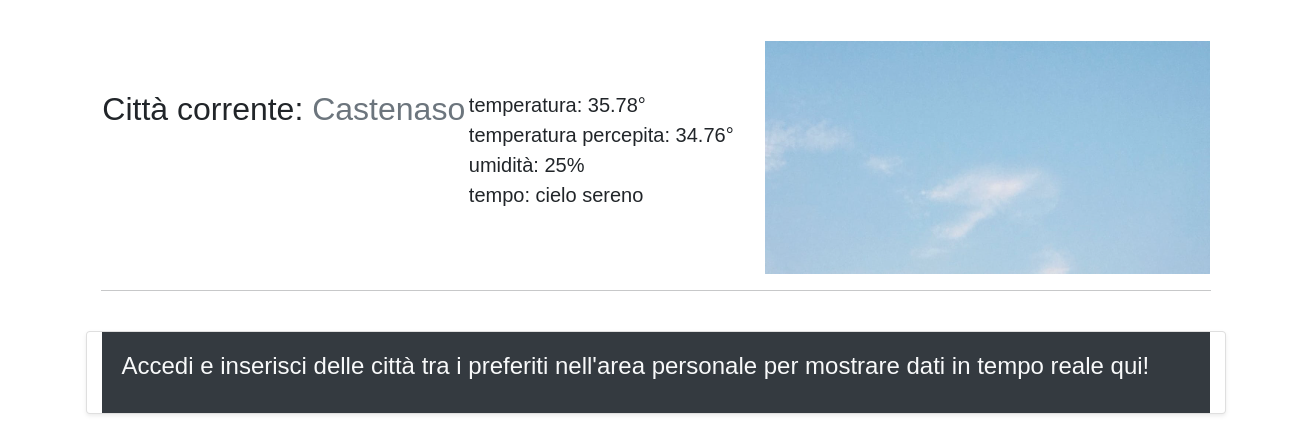 Città corrente: Castenaso
temperatura: 35.78°
temperatura percepita: 34.76°
umidità: 25%
tempo: cielo sereno
Accedi e inserisci delle città tra i preferiti nell'area personale per mostrare dati in tempo reale qui!